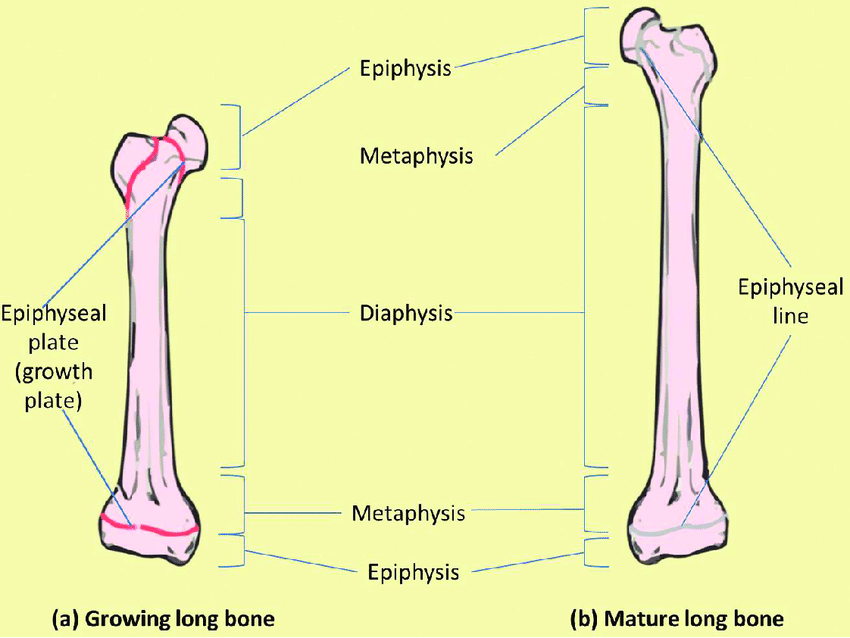 Epiphysis
Metaphysis
Diaphysis
Epiphyseal
plate
(growth
plate)
Epiphyseal
line
Metaphysis
Epiphysis
(a) Growing long bone
(b) Mature long bone